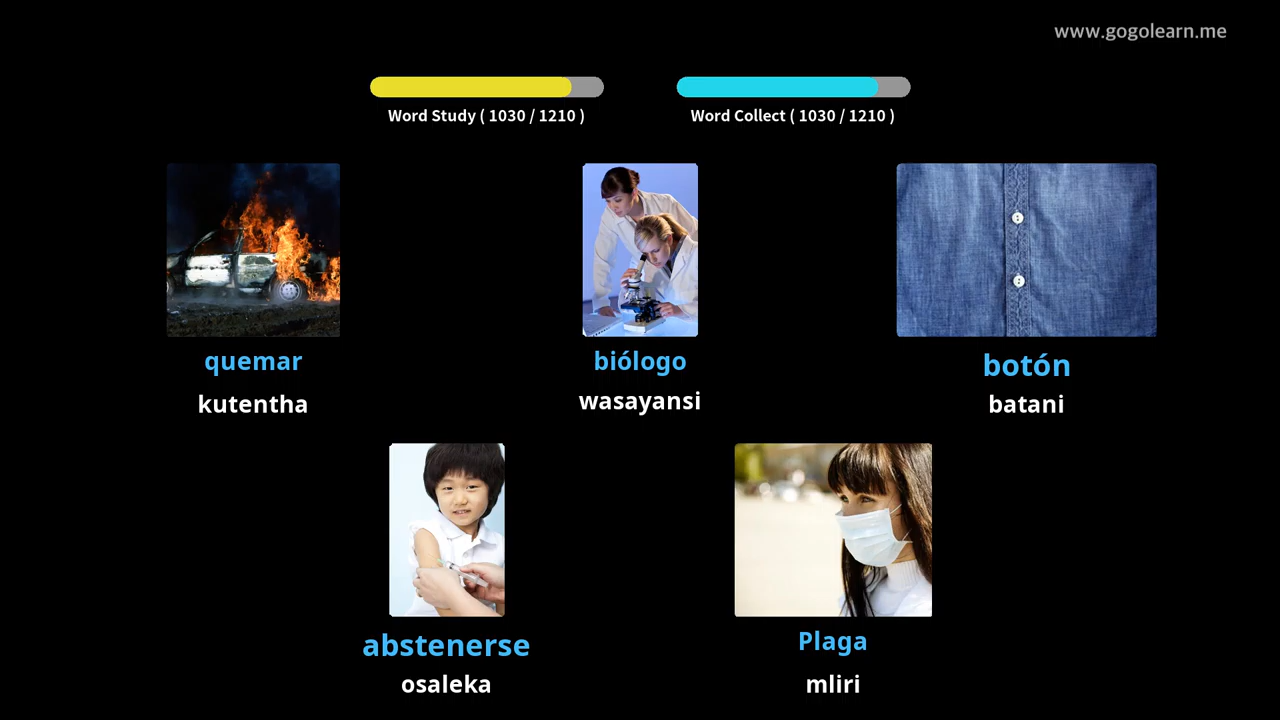 www.gogolearn.me
Word Study ( 1030 / 1210 )
Word Collect ( 1030 / 1210 )
quemar
kutentha
biólogo
wasayansi
botón
batani
abstenerse
osaleka
Plaga
mliri